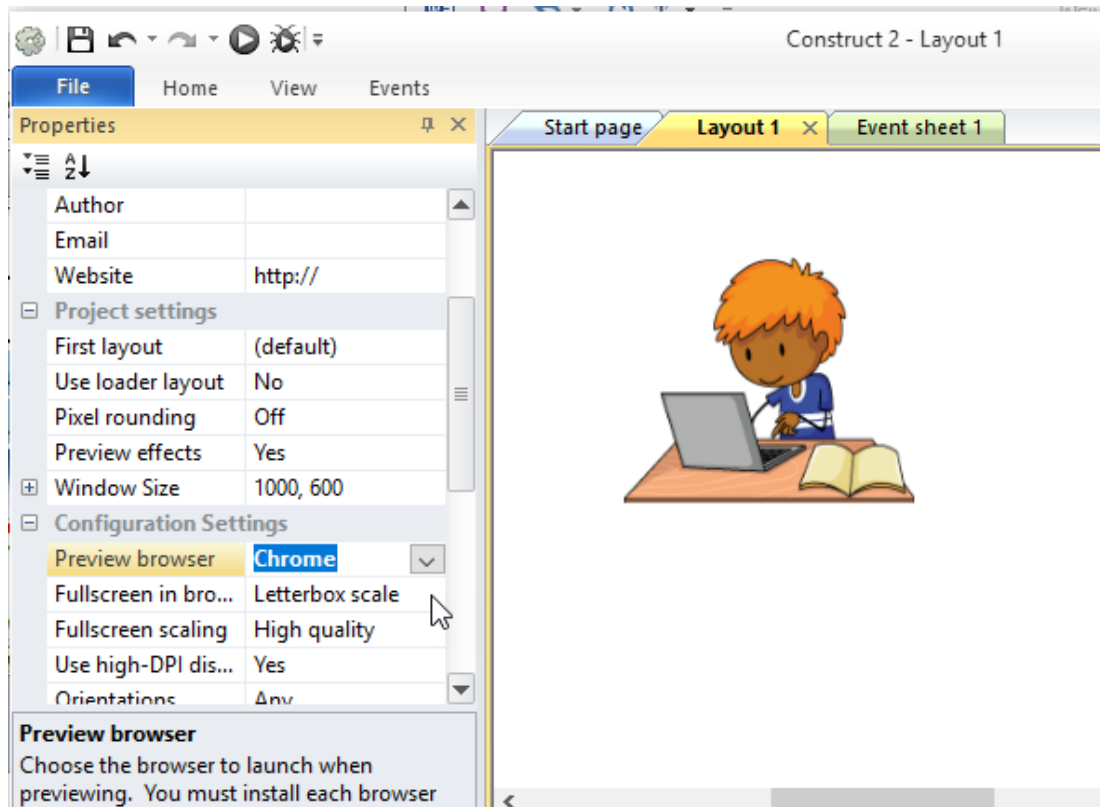 Construct 2 - Layout 1
File Home View Events
Properties
Start page Layout 1 Event sheet 1
Author
Email
Website http://
Project settings
First layout (default)
Use loader layout No
Pixel rounding Off
Preview effects Yes
Window Size 1000, 600
Configuration Settings
Preview browser Chrome
Fullscreen in bro... Letterbox scale
Fullscreen scaling High quality
Use high-DPI dis... Yes
Orientations Any
Preview browser
Choose the browser to launch when
previewing. You must install each browser